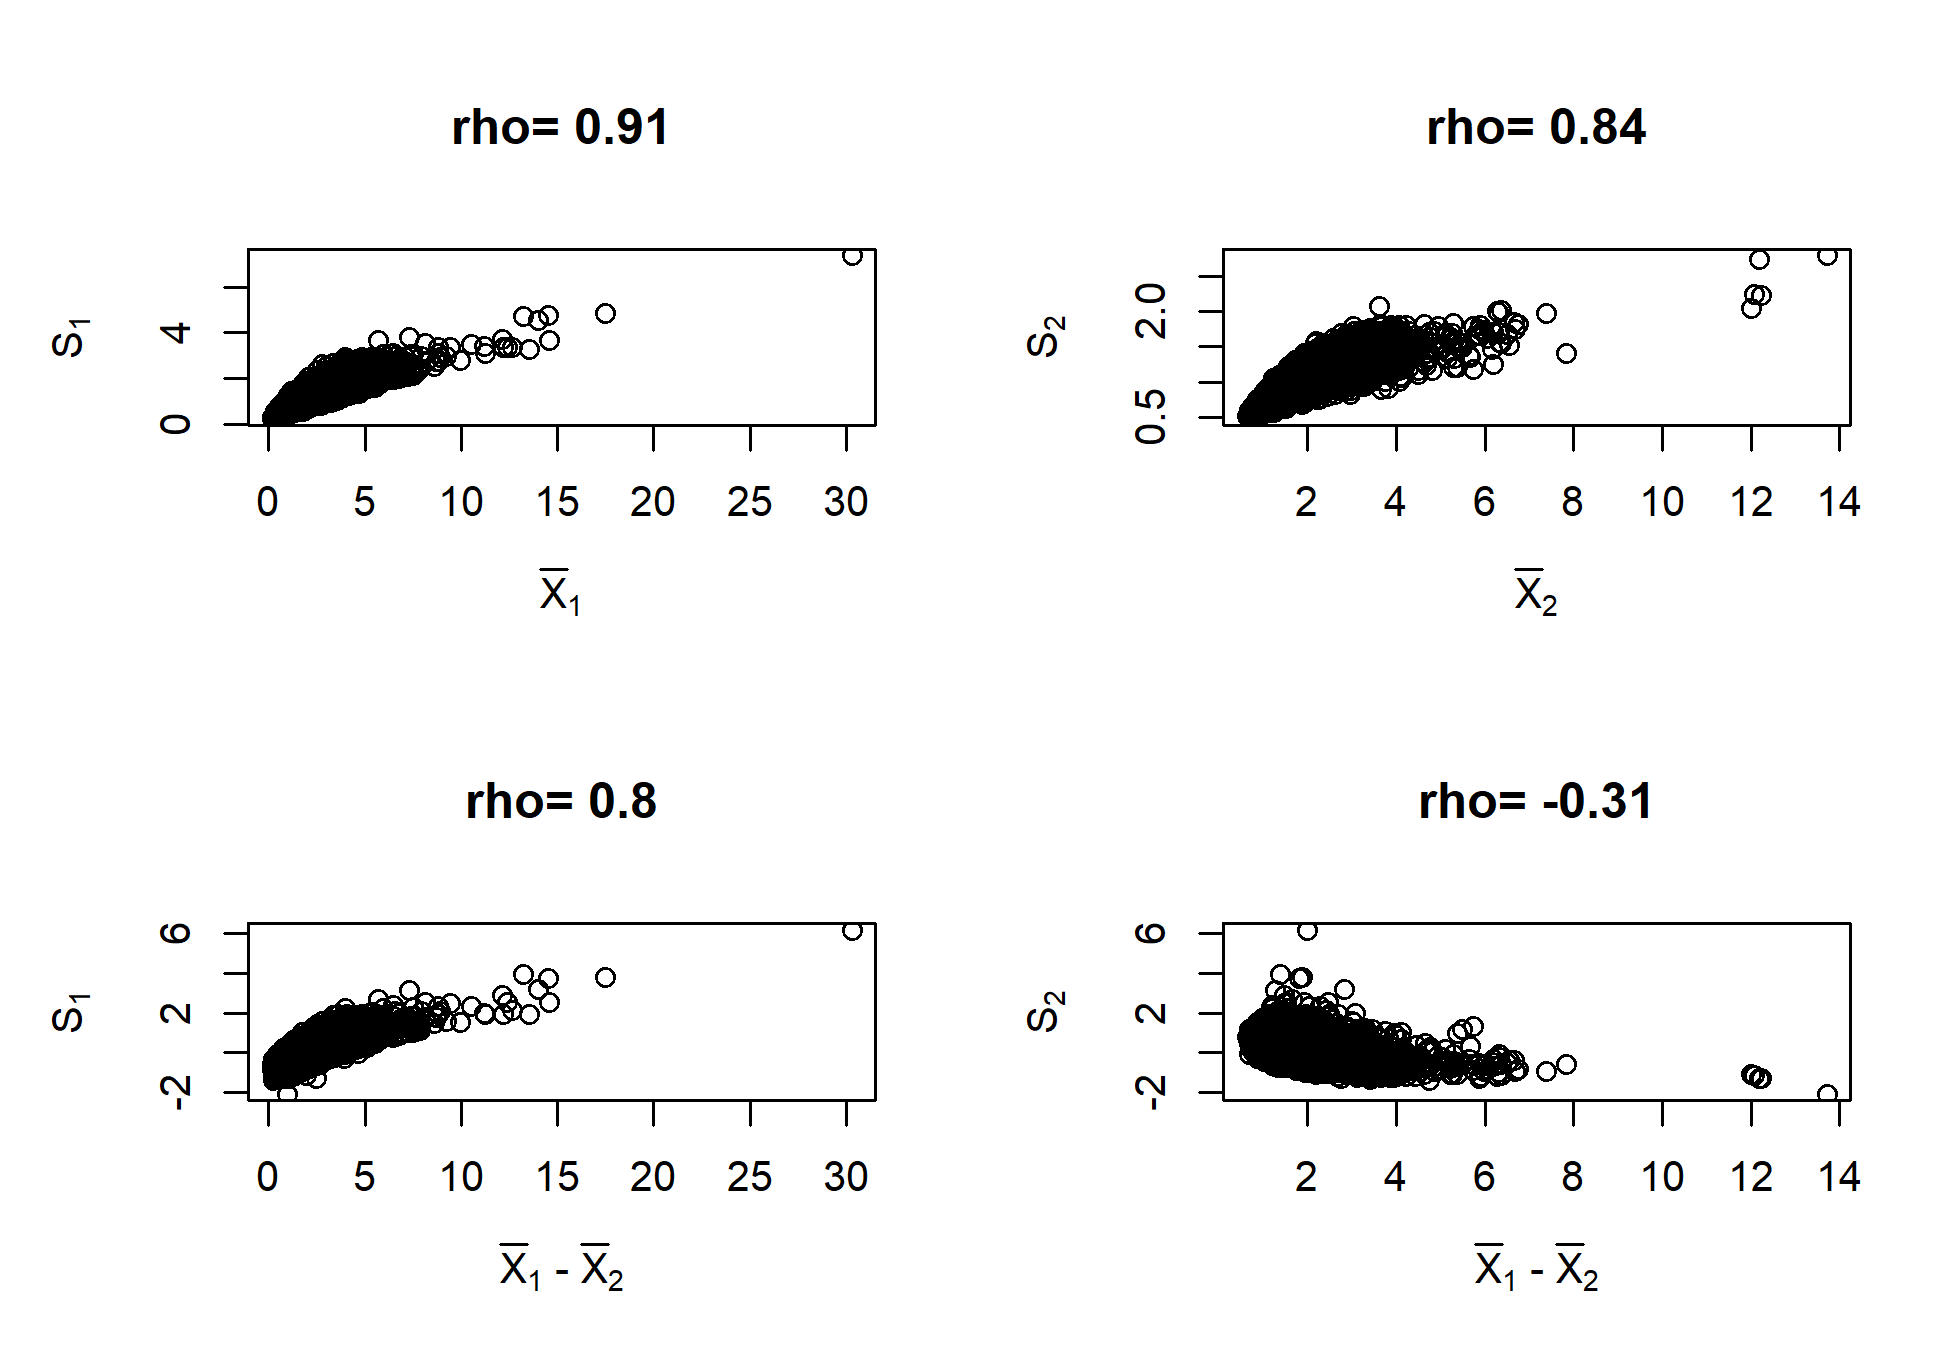 rho= 0.91
S1
0 4
0 5 10 15 20 25 30
X̅1
rho= 0.84
S2
0.5 2.0
2 4 6 8 10 12 14
X̅2
rho= 0.8
S1
-2 2 6
0 5 10 15 20 25 30
X̅1 - X̅2
rho= -0.31
S2
-2 2 6
2 4 6 8 10 12 14
X̅1 - X̅2